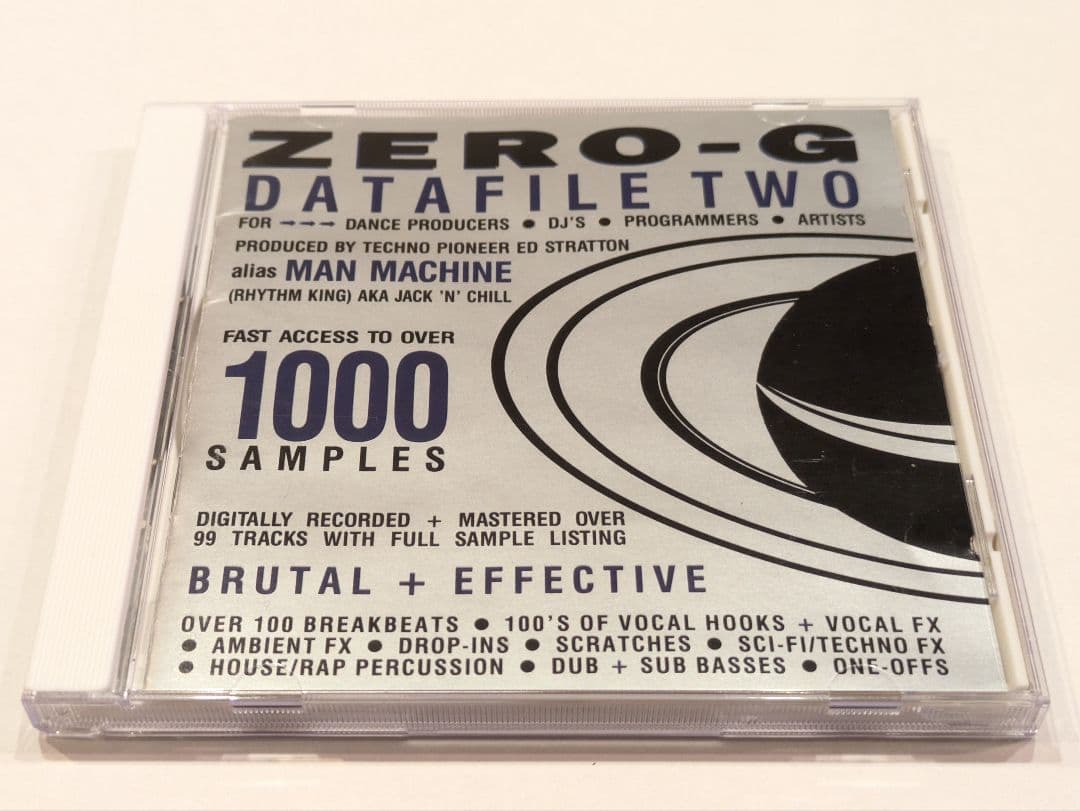 ZERO-G
DATAFILE TWO
FOR →→→ DANCE PRODUCERS • DJ'S • PROGRAMMERS • ARTISTS
PRODUCED BY TECHNO PIONEER ED STRATTON
alias MAN MACHINE
(RHYTHM KING) AKA JACK 'N' CHILL
FAST ACCESS TO OVER
1000
SAMPLES
DIGITALLY RECORDED + MASTERED OVER
99 TRACKS WITH FULL SAMPLE LISTING
BRUTAL + EFFECTIVE
OVER 100 BREAKBEATS • 100'S OF VOCAL HOOKS + VOCAL FX
• AMBIENT FX • DROP-INS • SCRATCHES • SCI-FI/TECHNO FX
• HOUSE/RAP PERCUSSION • DUB + SUB BASSES • ONE-OFFS